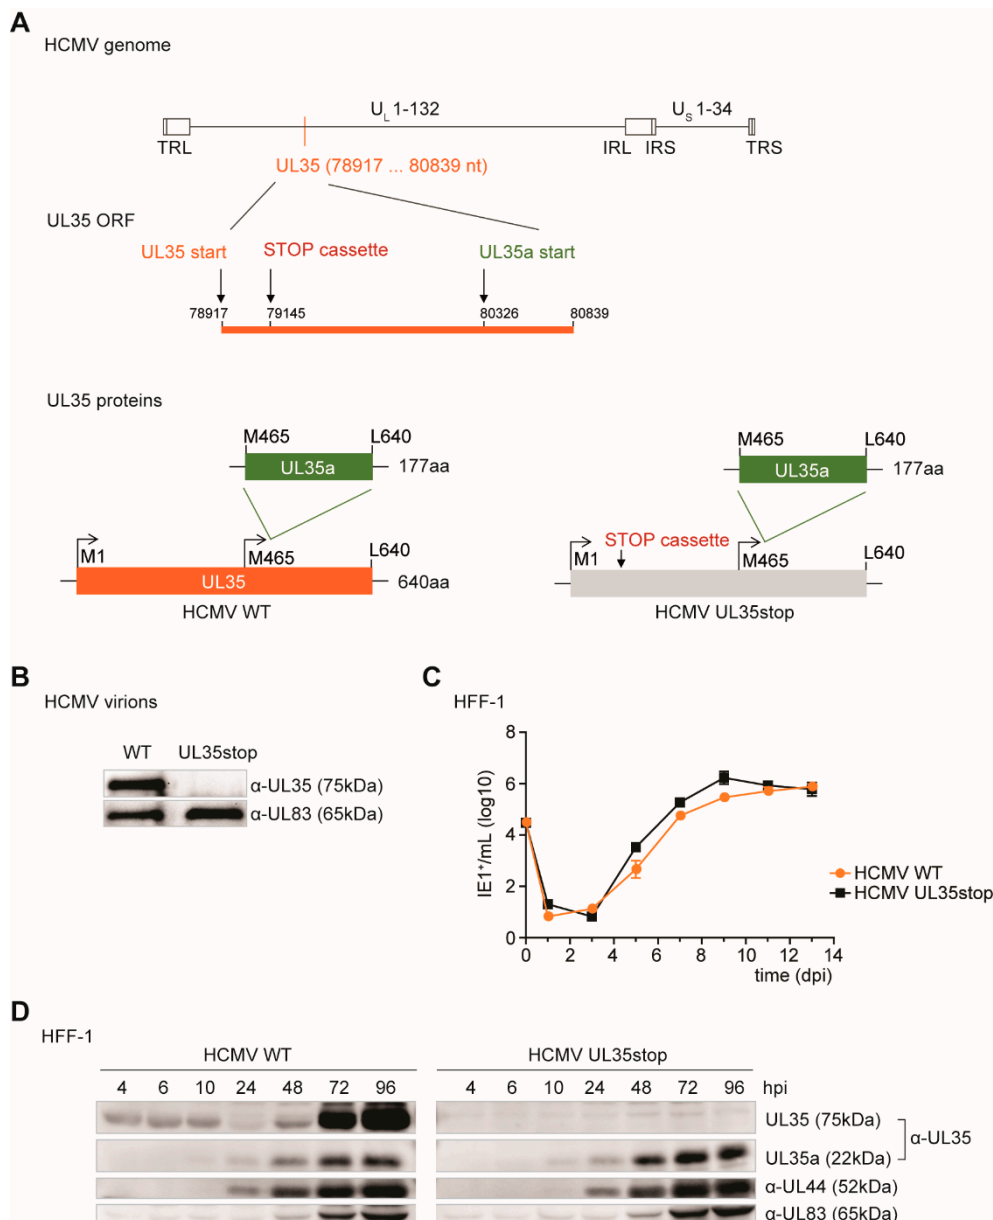 A
HCMV genome
UL 1-132
US 1-34
TRL
IRL IRS
TRS
UL35 (78917 ... 80839 nt)
UL35 ORF
UL35 start
STOP cassette
UL35a start
78917
79145
80326
80839
UL35 proteins
M465
L640
UL35a
177aa
M1
M465
L640
UL35
640aa
HCMV WT
M465
L640
UL35a
177aa
M1
STOP cassette
M465
L640
HCMV UL35stop
B
HCMV virions
WT UL35stop
α-UL35 (75kDa)
α-UL83 (65kDa)
C
HFF-1
IE1⁺/mL (log10)
8
6
4
2
0
0 2 4 6 8 10 12 14
time (dpi)
HCMV WT
HCMV UL35stop
D
HFF-1
HCMV WT
HCMV UL35stop
4 6 10 24 48 72 96
4 6 10 24 48 72 96 hpi
UL35 (75kDa)
α-UL35
UL35a (22kDa)
α-UL44 (52kDa)
α-UL83 (65kDa)